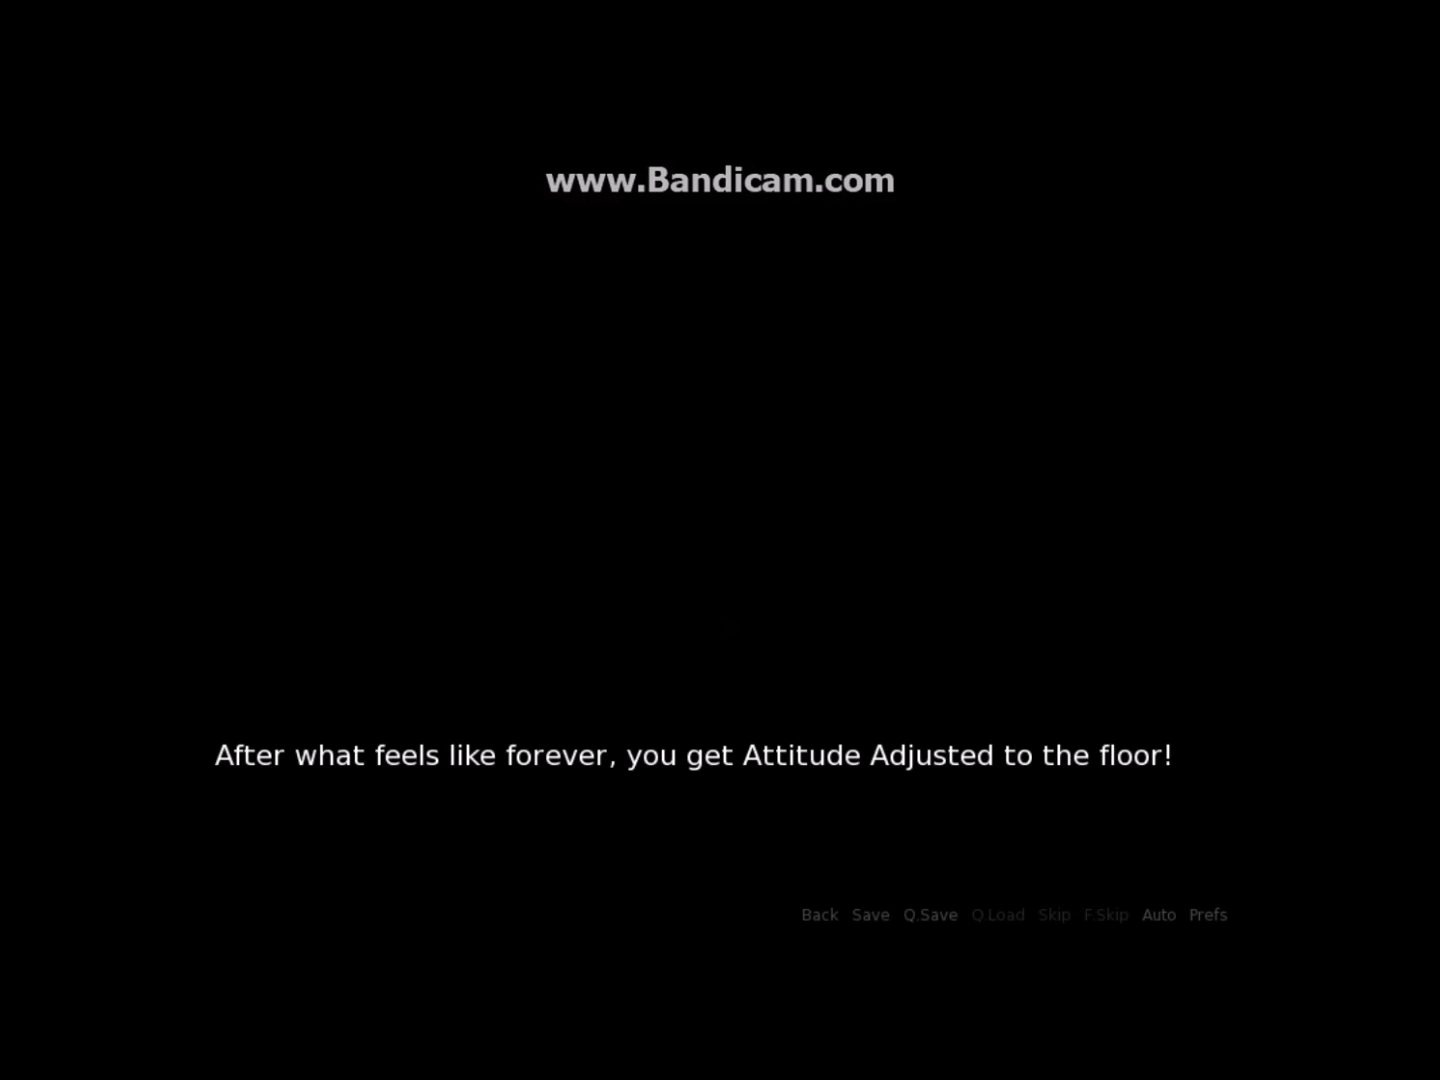 www.Bandicam.com
After what feels like forever, you get Attitude Adjusted to the floor!
Back Save Q.Save Q.Load Skip F.Skip Auto Prefs